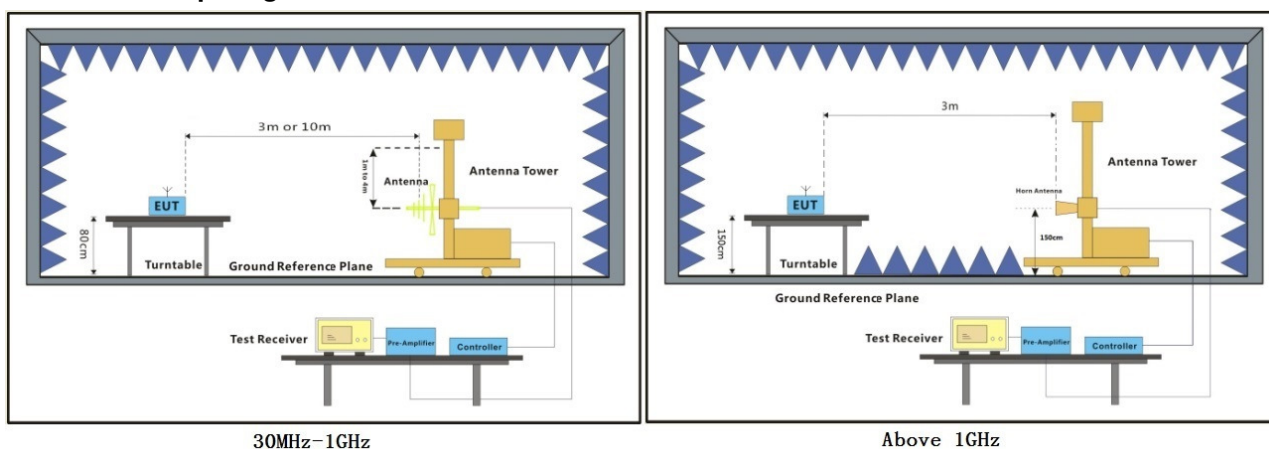 3m or 10m
1m to 4m
Antenna
Antenna Tower
EUT
80cm
Turntable
Ground Reference Plane
Test Receiver
Pre-Amplifier
Controller
30MHz-1GHz
3m
Antenna Tower
Horn Antenna
EUT
150cm
150cm
Turntable
Ground Reference Plane
Test Receiver
Pre-Amplifier
Controller
Above 1GHz